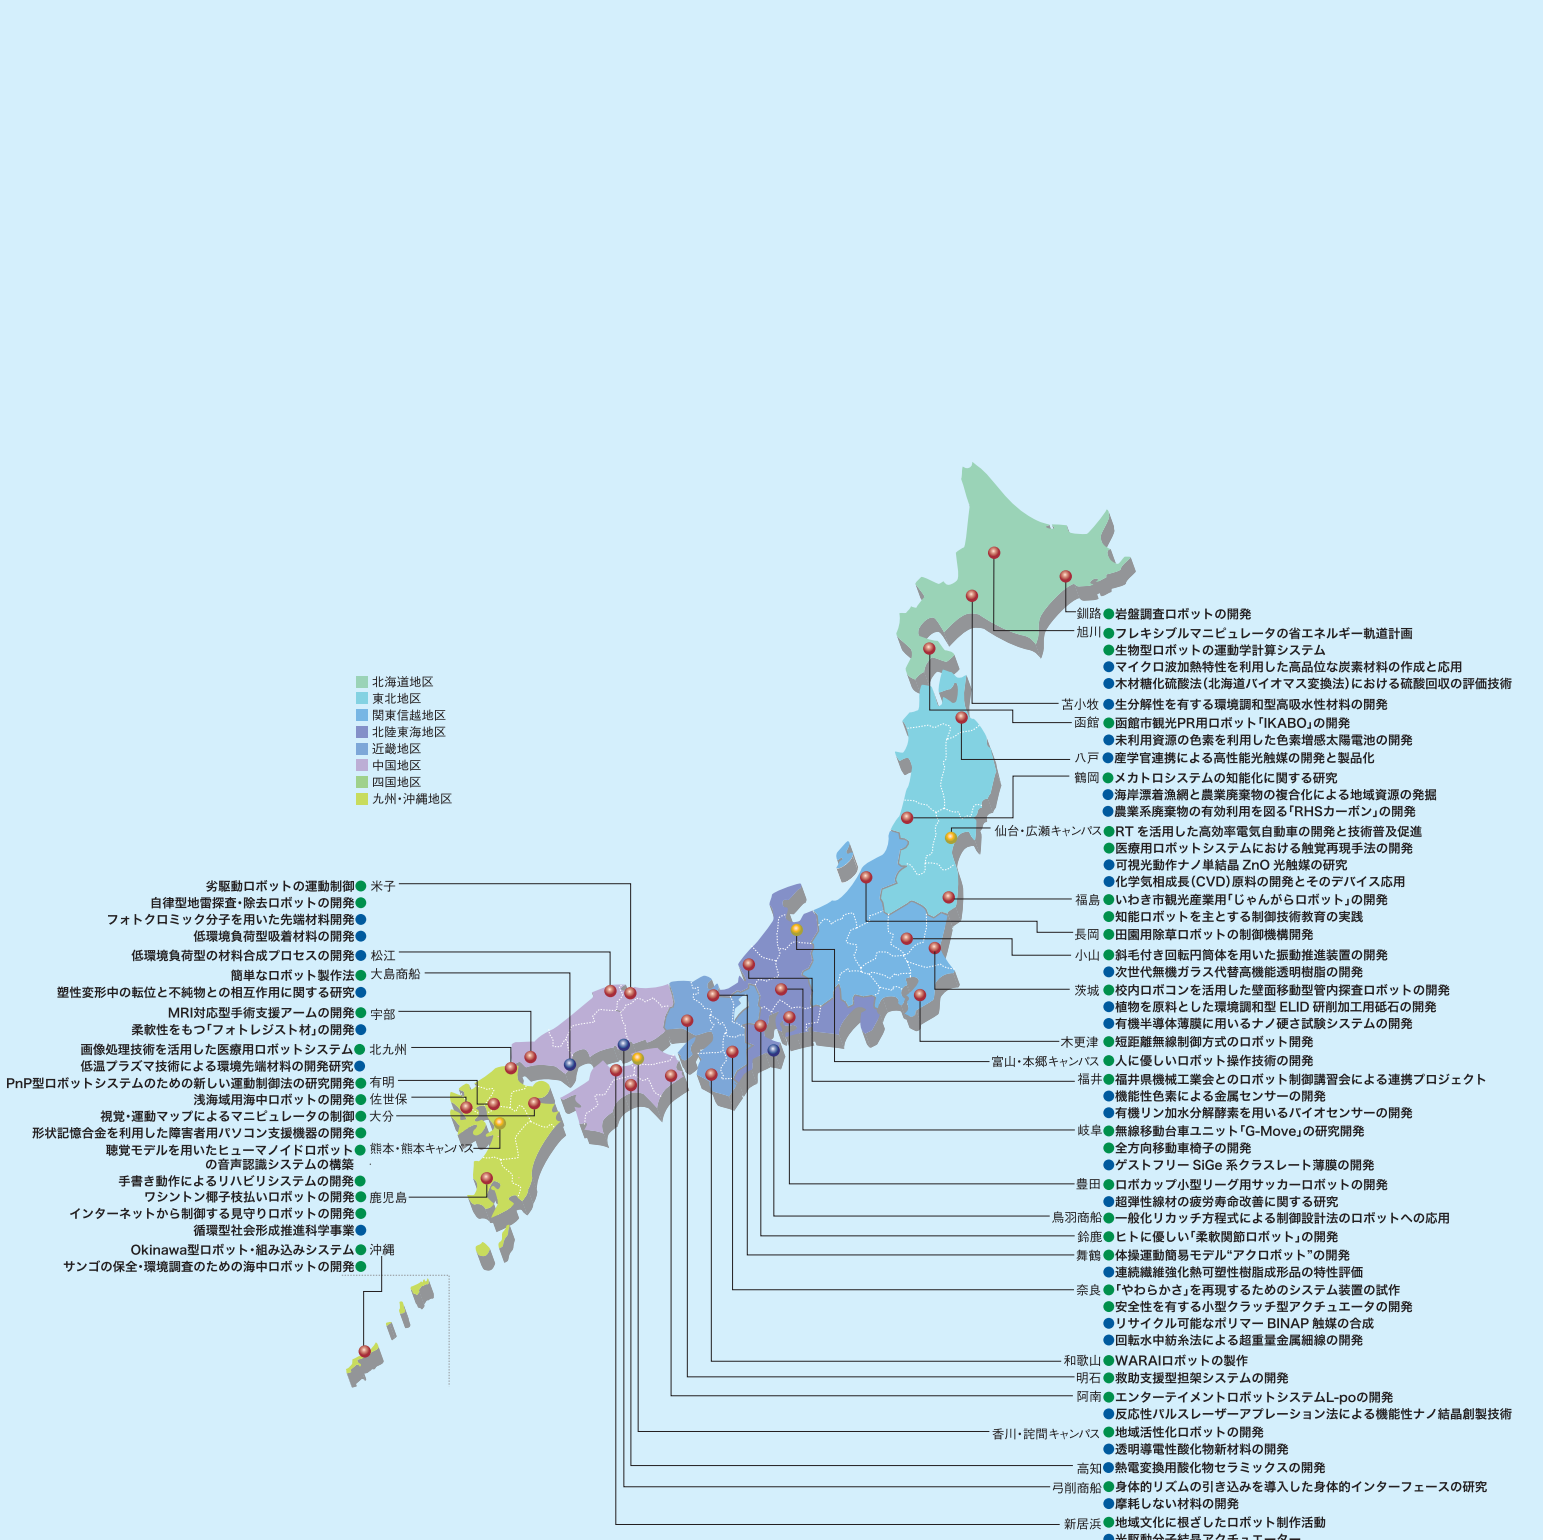 北海道地区
東北地区
関東信越地区
北陸東海地区
近畿地区
中国地区
四国地区
九州・沖縄地区
劣駆動ロボットの運動制御●米子
自律型地雷探査・除去ロボットの開発●
フォトクロミック分子を用いた先端材料開発●
低環境負荷型吸着材料の開発●
低環境負荷型の材料合成プロセスの開発●松江
簡単なロボット製作法●大島商船
塑性変形中の転位と不純物との相互作用に関する研究●
MRI対応型手術支援アームの開発●宇部
柔軟性をもつ「フォトレジスト材」の開発●
画像処理技術を活用した医療用ロボットシステム●北九州
低温プラズマ技術による環境先端材料の開発研究●
PnP型ロボットシステムのための新しい運動制御法の研究開発●有明
浅海域用海中ロボットの開発●佐世保
視覚・運動マップによるマニピュレータの制御●大分
形状記憶合金を利用した障害者用パソコン支援機器の開発●
聴覚モデルを用いたヒューマノイドロボット●熊本・熊本キャンパス
の音声認識システムの構築
手書き動作によるリハビリシステムの開発●
ワシントン椰子枝払いロボットの開発●鹿児島
インターネットから制御する見守りロボットの開発●
循環型社会形成推進科学事業●
Okinawa型ロボット・組み込みシステム●沖縄
サンゴの保全・環境調査のための海中ロボットの開発●
釧路●岩盤調査ロボットの開発
旭川●フレキシブルマニピュレータの省エネルギー軌道計画
●生物型ロボットの運動学計算システム
●マイクロ波加熱特性を利用した高品位な炭素材料の作成と応用
●木材糖化硫酸法(北海道バイオマス変換法)における硫酸回収の評価技術
苫小牧●生分解性を有する環境調和型高吸水性材料の開発
函館●函館市観光PR用ロボット「IKABO」の開発
●未利用資源の色素を利用した色素増感太陽電池の開発
八戸●産学官連携による高性能光触媒の開発と製品化
鶴岡●メカトロシステムの知能化に関する研究
●海岸漂着漁網と農業廃棄物の複合化による地域資源の発掘
●農業系廃棄物の有効利用を図る「RHSカーボン」の開発
仙台・広瀬キャンパス●RT を活用した高効率電気自動車の開発と技術普及促進
●医療用ロボットシステムにおける触覚再現手法の開発
●可視光動作ナノ単結晶 ZnO 光触媒の研究
●化学気相成長(CVD)原料の開発とそのデバイス応用
福島●いわき市観光産業用「じゃんがらロボット」の開発
●知能ロボットを主とする制御技術教育の実践
長岡●田園用除草ロボットの制御機構開発
小山●斜毛付き回転円筒体を用いた振動推進装置の開発
●次世代無機ガラス代替高機能透明樹脂の開発
茨城●校内ロボコンを活用した壁面移動型管内探査ロボットの開発
●植物を原料とした環境調和型 ELID 研削加工用砥石の開発
●有機半導体薄膜に用いるナノ硬さ試験システムの開発
木更津●短距離無線制御方式のロボット開発
富山・本郷キャンパス●人に優しいロボット操作技術の開発
福井●福井県機械工業会とのロボット制御講習会による連携プロジェクト
●機能性色素による金属センサーの開発
●有機リン加水分解酵素を用いるバイオセンサーの開発
岐阜●無線移動台車ユニット「G-Move」の研究開発
●全方向移動車椅子の開発
●ゲストフリー SiGe 系クラスレート薄膜の開発
豊田●ロボカップ小型リーグ用サッカーロボットの開発
●超弾性線材の疲労寿命改善に関する研究
鳥羽商船●一般化リカッチ方程式による制御設計法のロボットへの応用
鈴鹿●ヒトに優しい「柔軟関節ロボット」の開発
舞鶴●体操運動簡易モデル“アクロボット”の開発
●連続繊維強化熱可塑性樹脂成形品の特性評価
奈良●「やわらかさ」を再現するためのシステム装置の試作
●安全性を有する小型クラッチ型アクチュエータの開発
●リサイクル可能なポリマー BINAP 触媒の合成
●回転水中紡糸法による超重量金属細線の開発
和歌山●WARAIロボットの製作
明石●救助支援型担架システムの開発
阿南●エンターテイメントロボットシステムL-poの開発
●反応性パルスレーザーアブレーション法による機能性ナノ結晶創製技術
香川・詫間キャンパス●地域活性化ロボットの開発
●透明導電性酸化物新材料の開発
高知●熱電変換用酸化物セラミックスの開発
弓削商船●身体的リズムの引き込みを導入した身体的インターフェースの研究
●摩耗しない材料の開発
新居浜●地域文化に根ざしたロボット制作活動
●光駆動分子結晶アクチュエーター